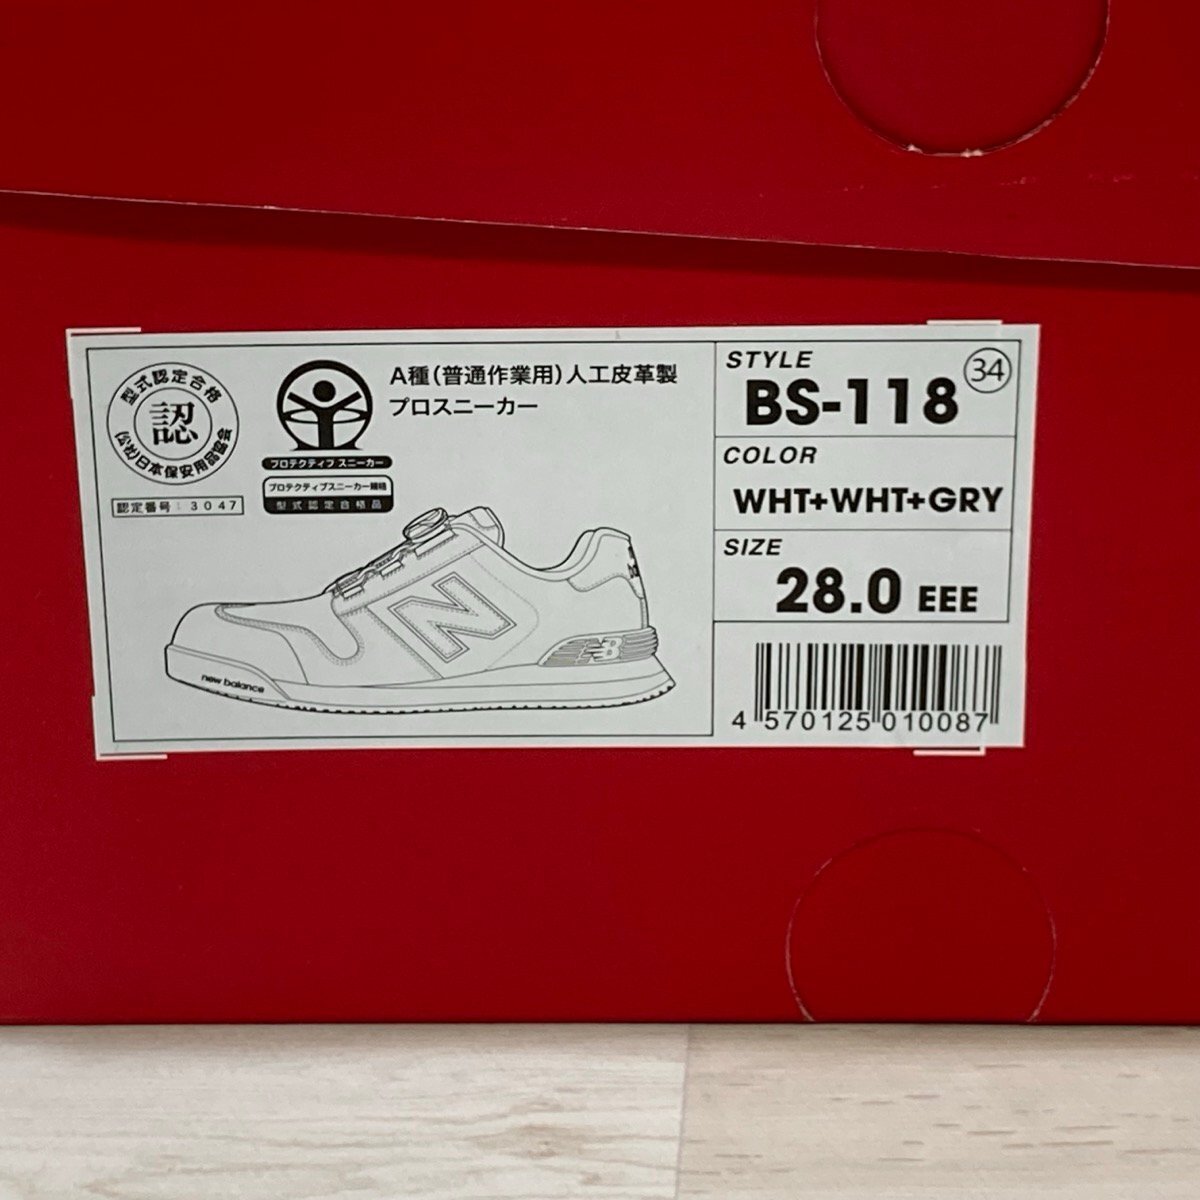 型式認定合格
認
(公社)日本保安用品協会
認定番号：3047
プロテクティブ スニーカー
プロテクティブスニーカー規格
型式認定合格品
A種(普通作業用)人工皮革製
プロスニーカー
new balance
N
NB
STYLE
34
BS-118
COLOR
WHT+WHT+GRY
SIZE
28.0 EEE
4 570125 010087